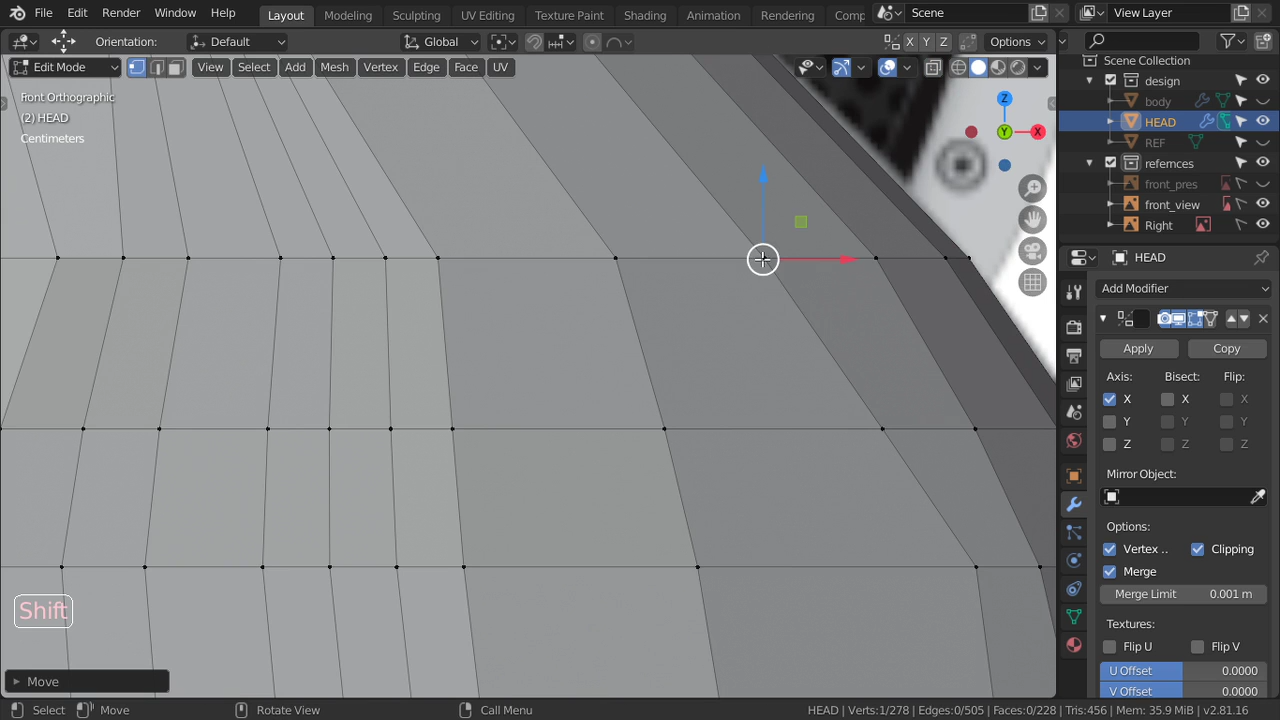 File Edit Render Window Help Layout Modeling Sculpting UV Editing Texture Paint Shading Animation Rendering Comp Scene View Layer
Orientation: Default Global X Y Z Options
Edit Mode View Select Add Mesh Vertex Edge Face UV
Front Orthographic
(2) HEAD
Centimeters
Z
Y
X
Scene Collection
design
body
HEAD
REF
refernces
front_pres
front_view
Right
HEAD
Add Modifier
Apply Copy
Axis: Bisect: Flip:
X X X
Y Y Y
Z Z Z
Mirror Object:
Options:
Vertex .. Clipping
Merge
Merge Limit 0.001 m
Textures:
Flip U Flip V
U Offset 0.0000
V Offset 0.0000
Shift
Move
Select Move Rotate View Call Menu HEAD | Verts:1/278 | Edges:0/505 | Faces:0/228 | Tris:456 | Mem: 35.9 MiB | v2.81.16